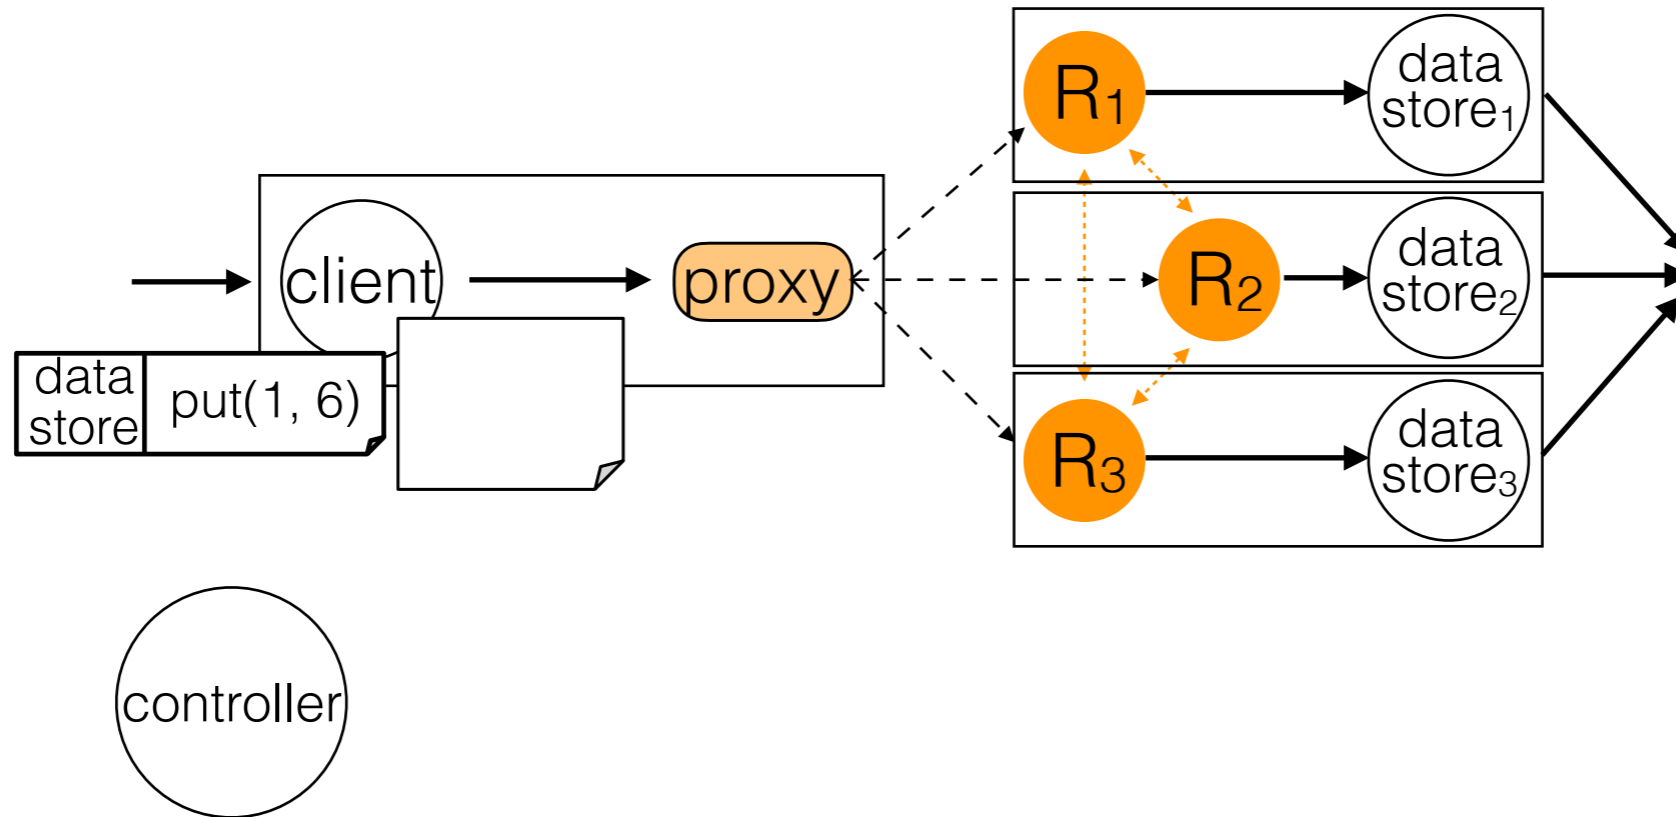 R₁
data
store₁
client
proxy
R₂
data
store₂
data
store
put(1, 6)
R₃
data
store₃
controller